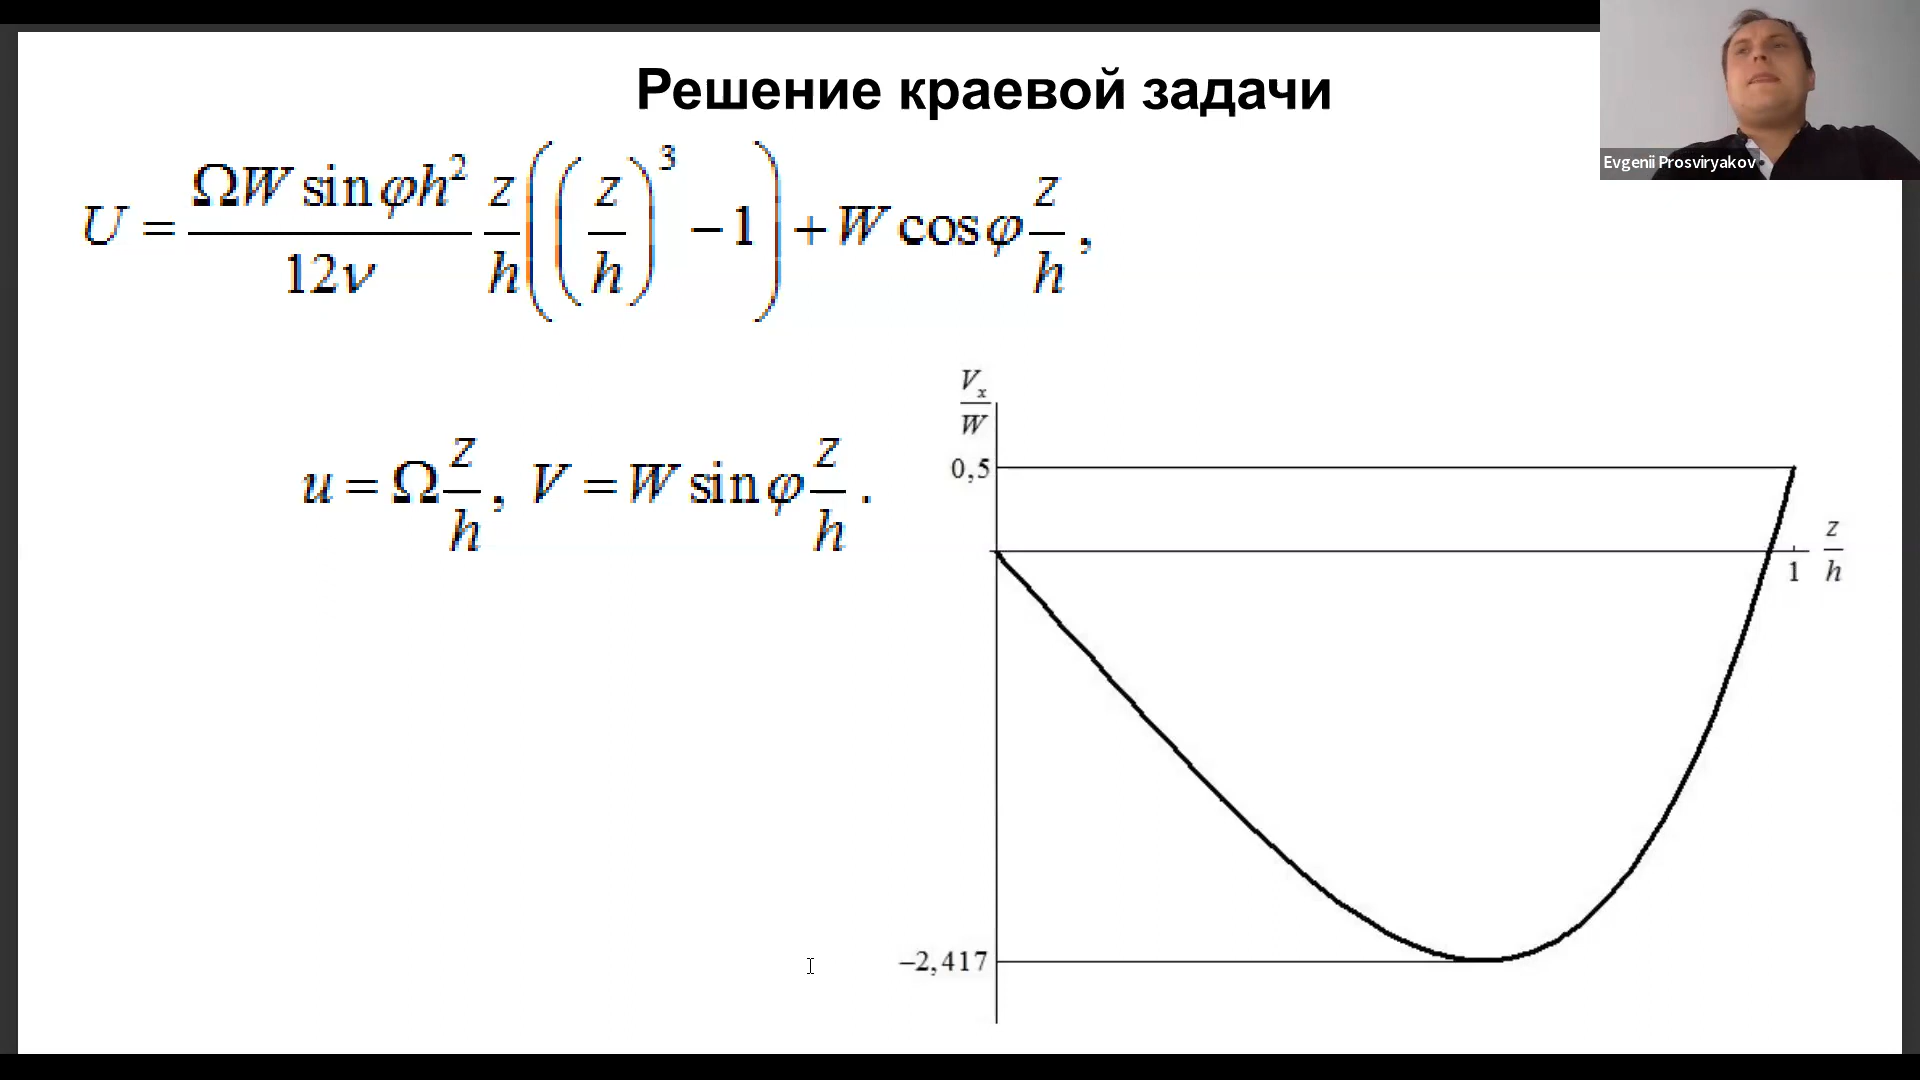 Решение краевой задачи
Evgenii Prosviryakov
U = ΩW sin φh² / 12ν z/h ((z/h)³ − 1) + W cos φ z/h ,
u = Ω z/h , V = W sin φ z/h .
Vₓ/W
0,5
z/h
1
−2,417